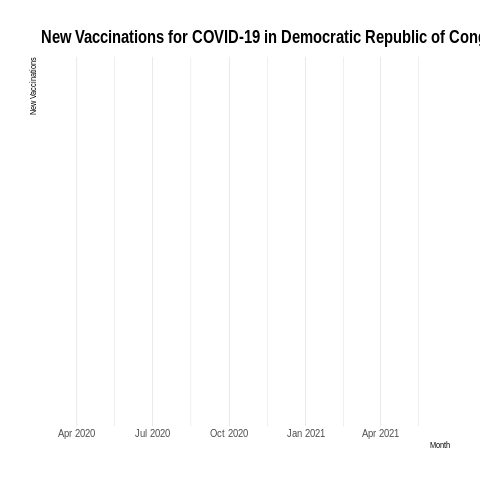 New Vaccinations for COVID-19 in Democratic Republic of Cong
New Vaccinations
Apr 2020 Jul 2020 Oct 2020 Jan 2021 Apr 2021
Month